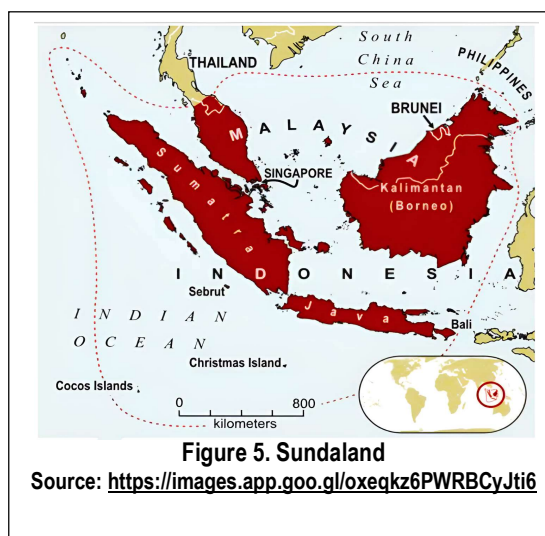 South
China
Sea
THAILAND
PHILIPPINES
BRUNEI
MALAYSIA
SINGAPORE
Sumatra
Kalimantan
(Borneo)
INDONESIA
Sebrut
Java
Bali
INDIAN
OCEAN
Christmas Island
Cocos Islands
0 800
kilometers
Figure 5. Sundaland
Source: https://images.app.goo.gl/oxeqkz6PWRBCyJti6